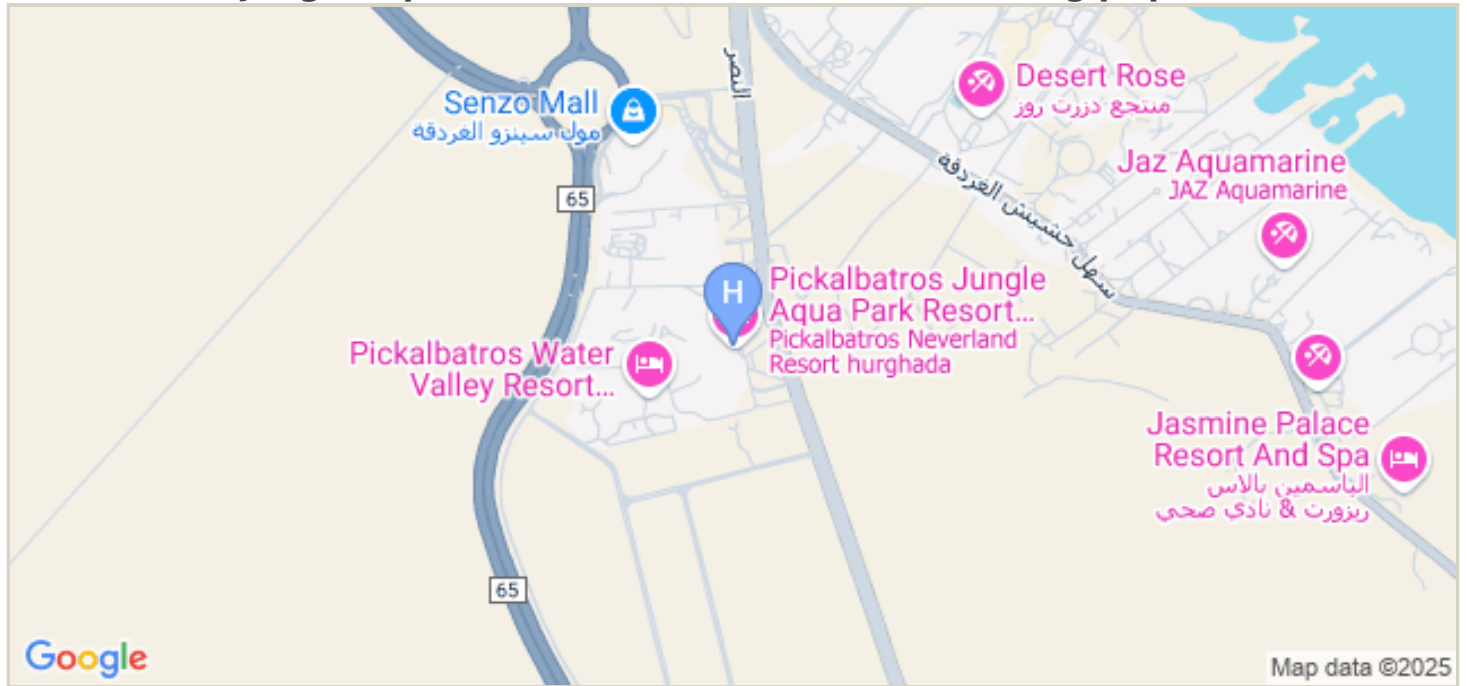 النصر
Desert Rose
منتجع دزرت روز
Senzo Mall
مول سينزو الغردقة
سهل حشيش الغردقة
Jaz Aquamarine
JAZ Aquamarine
65
H
Pickalbatros Jungle
Aqua Park Resort...
Pickalbatros Neverland
Resort hurghada
Pickalbatros Water
Valley Resort...
Jasmine Palace
Resort And Spa
الياسمين بالاس
ريزورت & نادي صحي
65
Google
Map data ©2025